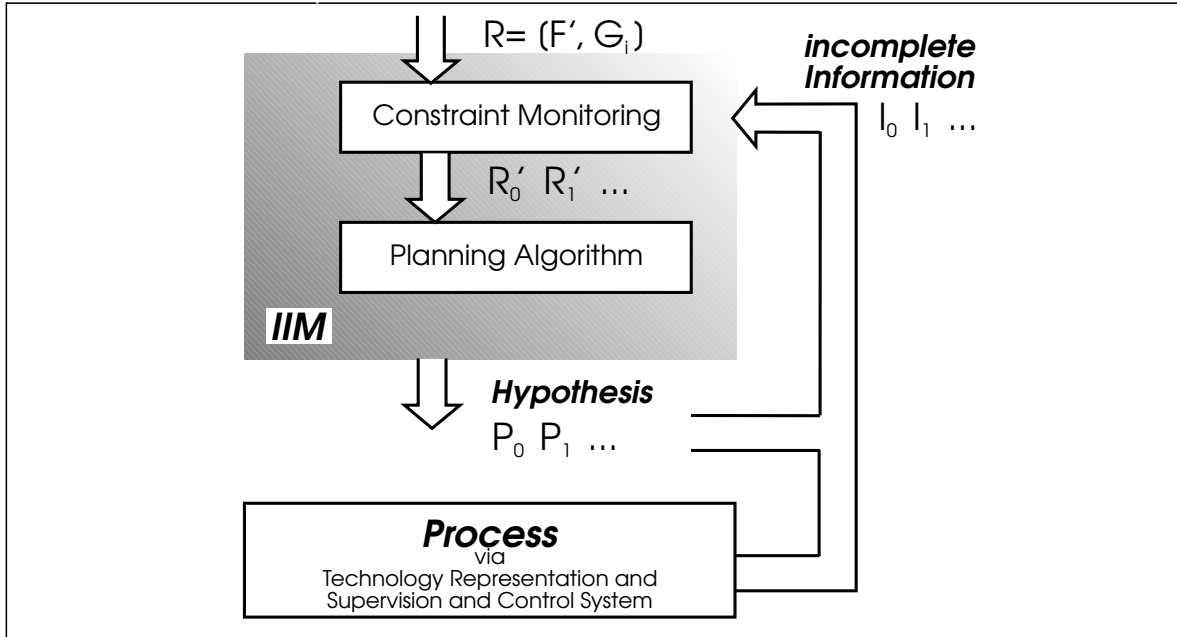 R= (F’, Gᵢ)
incomplete
Information
I₀ I₁ ...
Constraint Monitoring
R₀’ R₁’ ...
Planning Algorithm
IIM
Hypothesis
P₀ P₁ ...
Process
via
Technology Representation and
Supervision and Control System